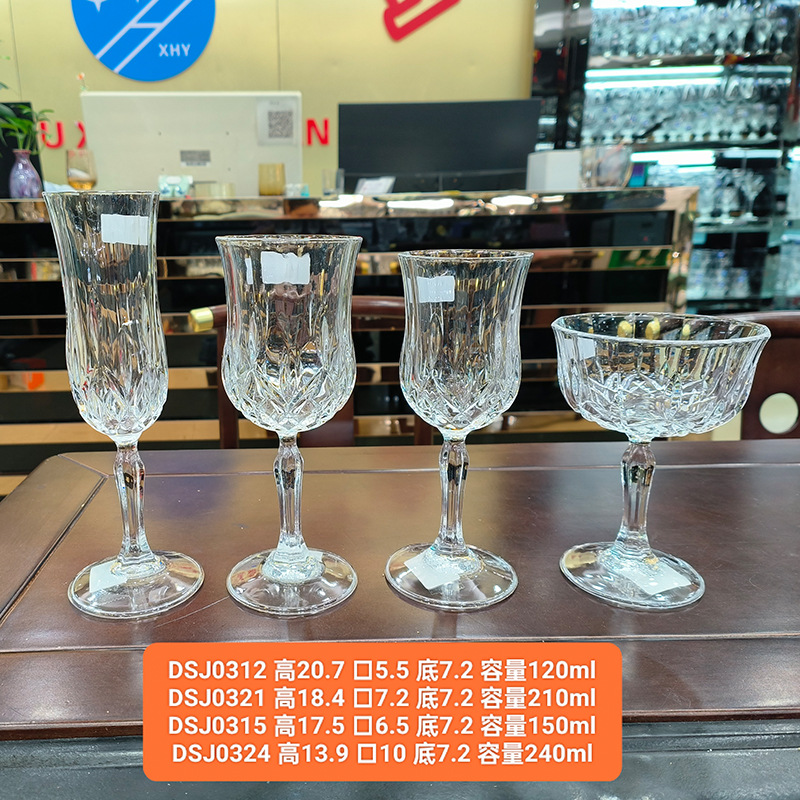 XHY
UX
N
DSJ0312 高20.7 口5.5 底7.2 容量120ml
DSJ0321 高18.4 口7.2 底7.2 容量210ml
DSJ0315 高17.5 口6.5 底7.2 容量150ml
DSJ0324 高13.9 口10 底7.2 容量240ml